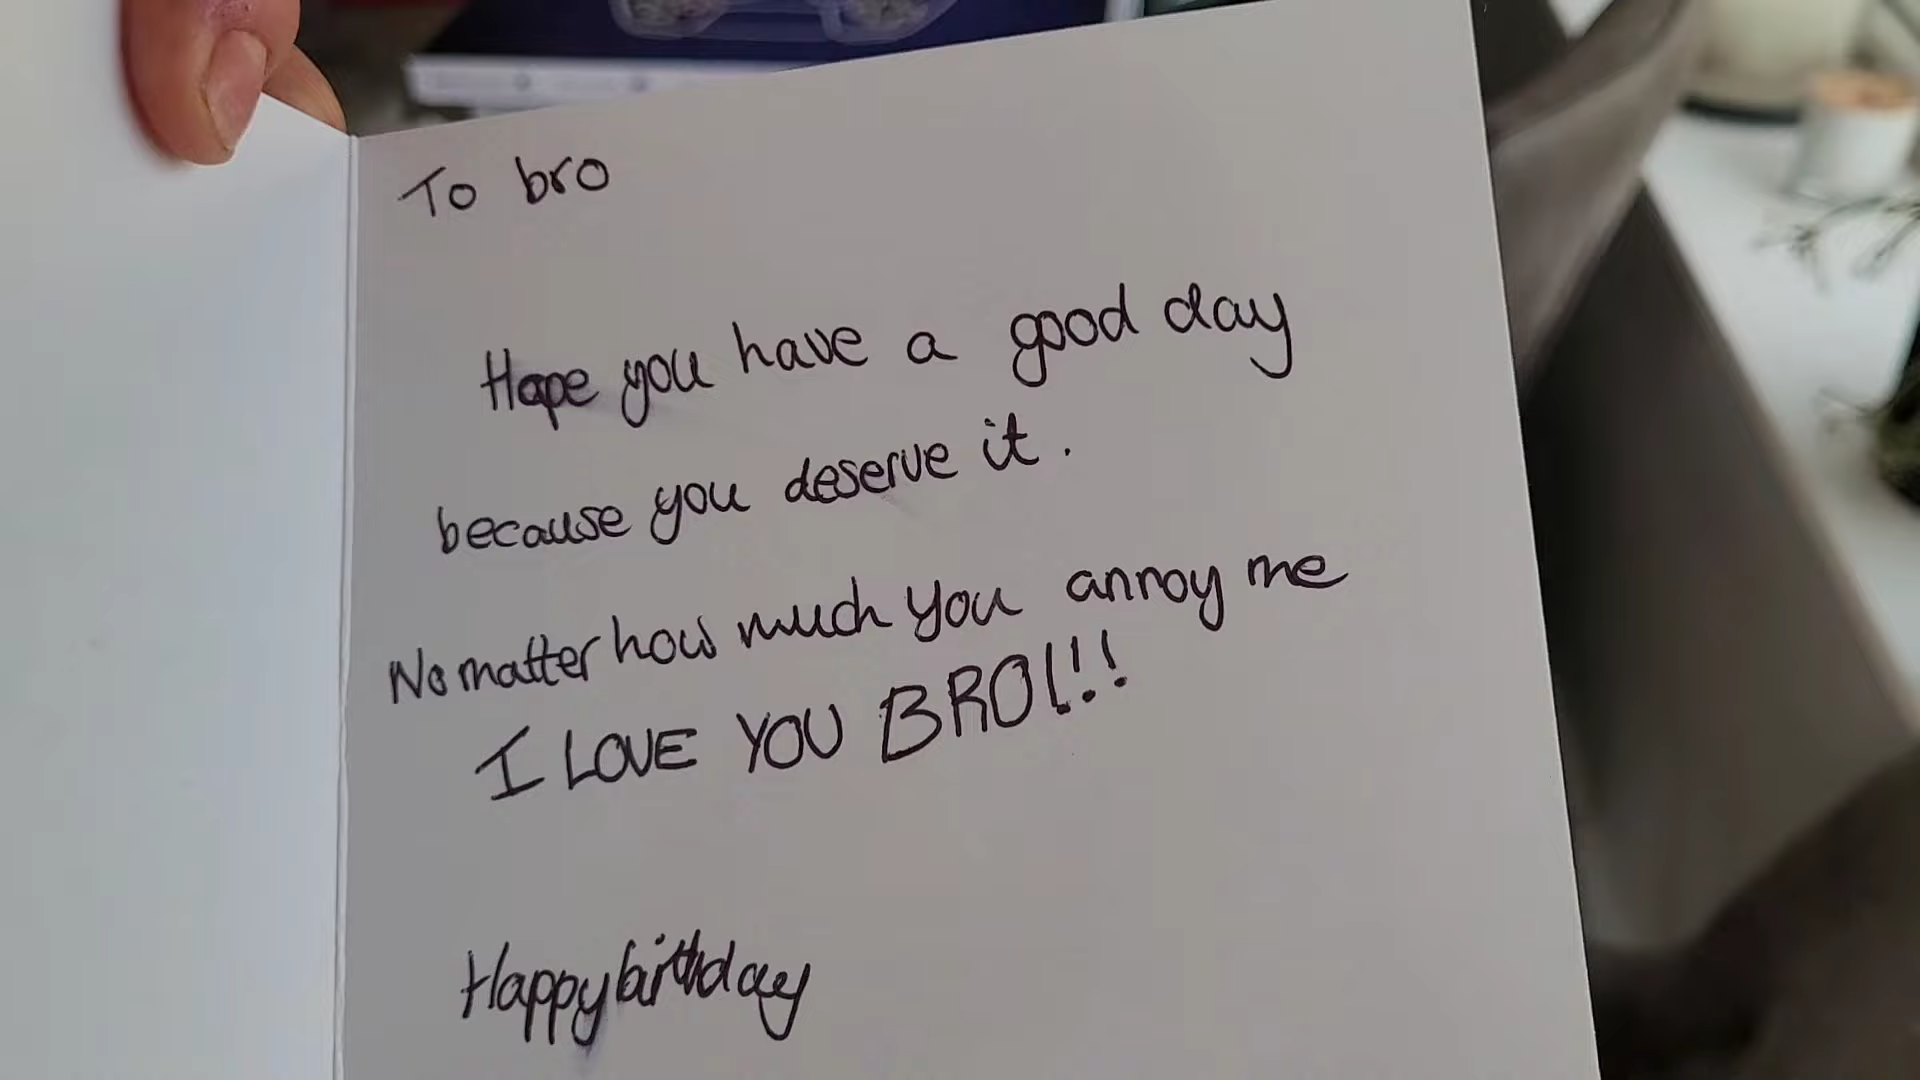 To bro
Hope you have a good day
because you deserve it.
No matter how much you annoy me
I LOVE YOU BRO!!!
Happy birthday